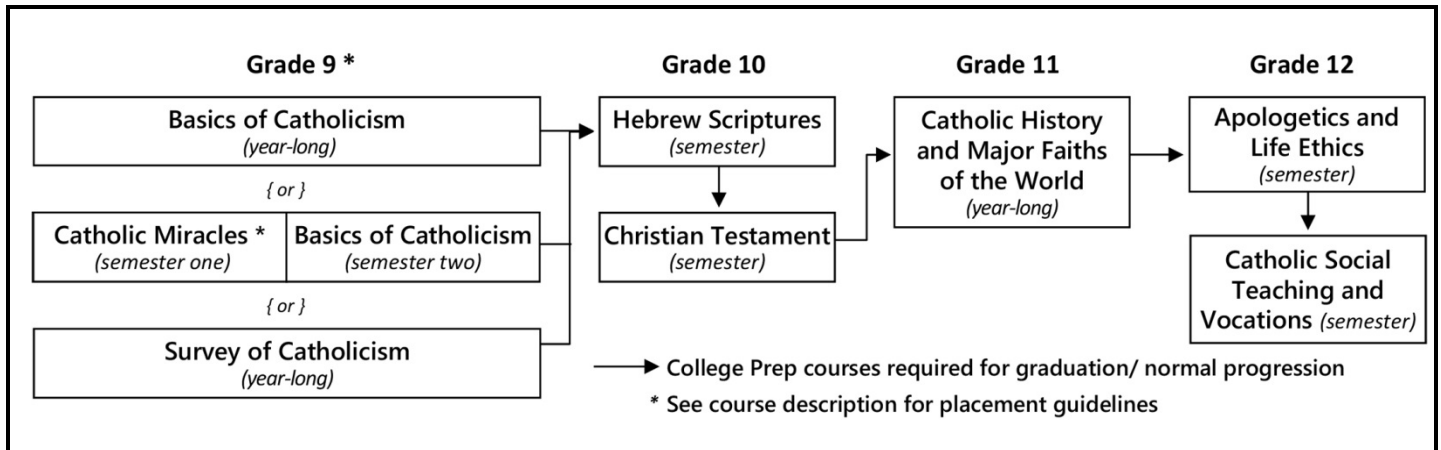 Grade 9 *
Basics of Catholicism
(year-long)
{ or }
Catholic Miracles *
(semester one)
Basics of Catholicism
(semester two)
{ or }
Survey of Catholicism
(year-long)
Grade 10
Hebrew Scriptures
(semester)
Christian Testament
(semester)
Grade 11
Catholic History
and Major Faiths
of the World
(year-long)
Grade 12
Apologetics and
Life Ethics
(semester)
Catholic Social
Teaching and
Vocations (semester)
College Prep courses required for graduation/ normal progression
* See course description for placement guidelines